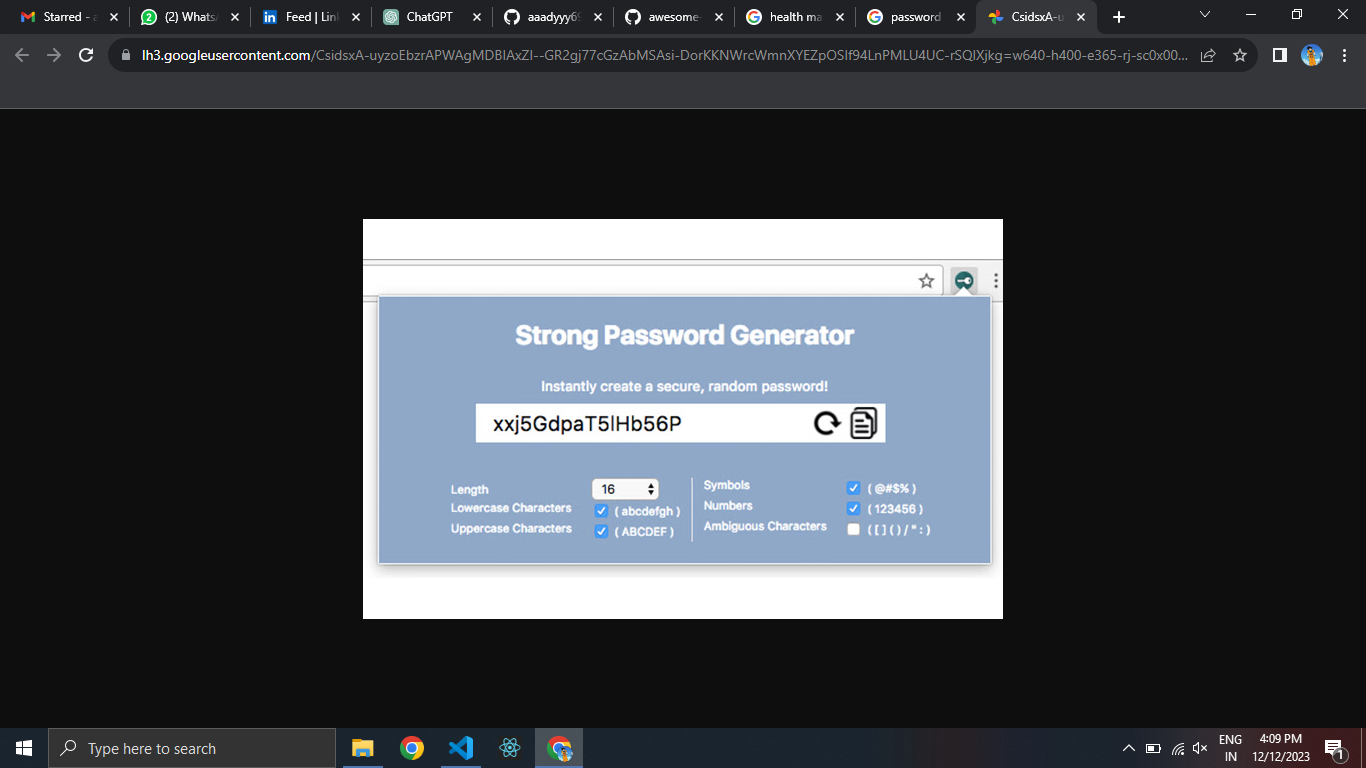 Starred - a
(2) Whats
Feed | Lin
ChatGPT
aaadyyy69
awesome-
health ma
password
CsidsxA-u
lh3.googleusercontent.com/CsidsxA-uyzoEbzrAPWAgMDBIAxZI--GR2gj77cGzAbMSAsi-DorKKNWrcWmnXYEZpOSIf94LnPMLU4UC-rSQIXjkg=w640-h400-e365-rj-sc0x00...
Strong Password Generator
Instantly create a secure, random password!
xxj5GdpaT5lHb56P
Length 16
Lowercase Characters ( abcdefgh )
Uppercase Characters ( ABCDEF )
Symbols ( @#$% )
Numbers ( 123456 )
Ambiguous Characters ( [ ] ( ) / " : )
Type here to search
ENG
IN
4:09 PM
12/12/2023
1